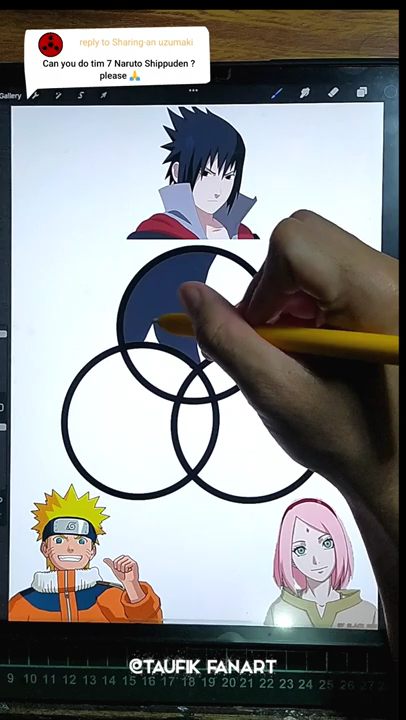 reply to Sharing-an uzumaki
Can you do tim 7 Naruto Shippuden ?
please 🙏
Gallery
@TAUFIK FANART
9 10 11 12 13 14 15 16 17 18 19 20 21 22 23 24 25 26